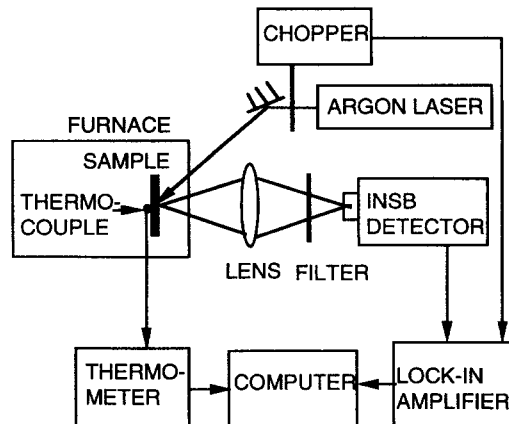 CHOPPER
ARGON LASER
FURNACE
SAMPLE
THERMO-
COUPLE
INSB
DETECTOR
LENS
FILTER
THERMO-
METER
COMPUTER
LOCK-IN
AMPLIFIER